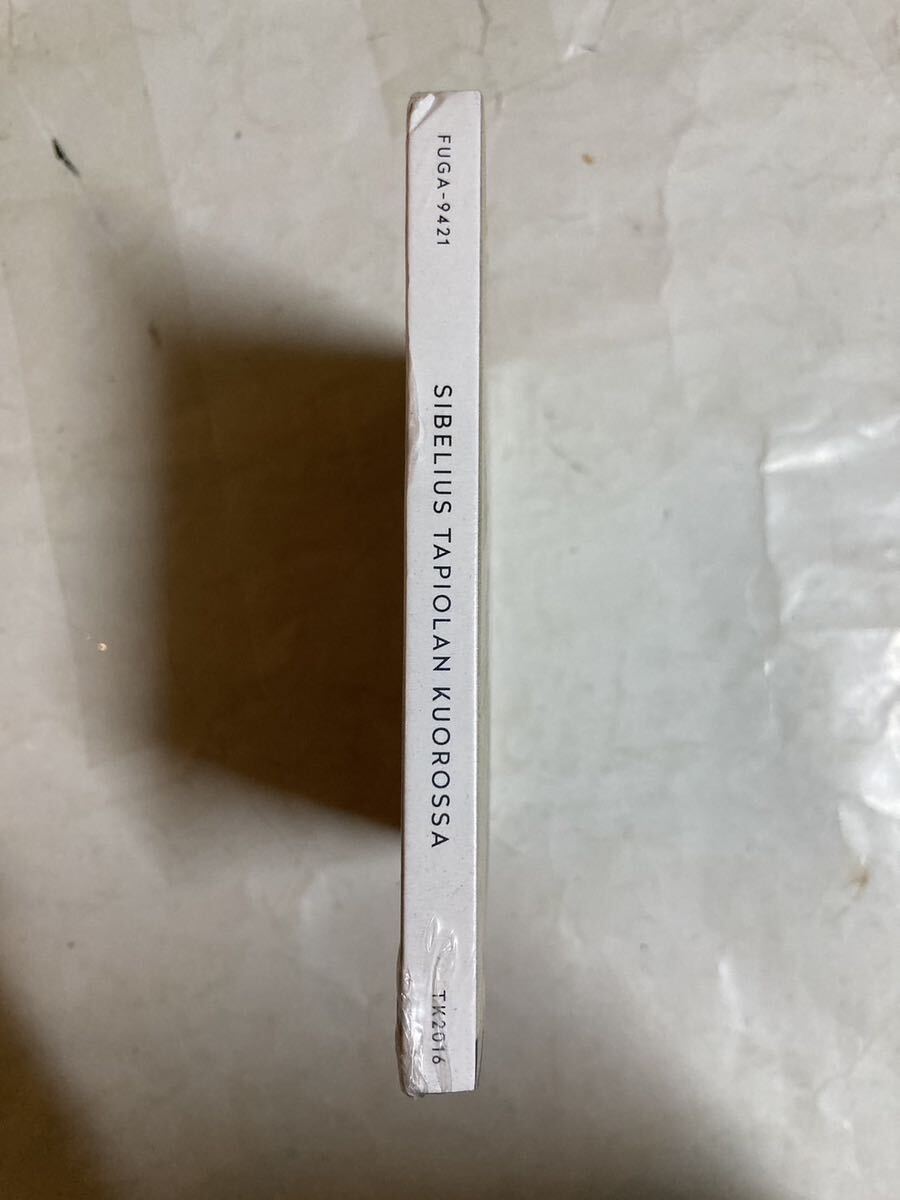 FUGA-9421
SIBELIUS TAPIOLAN KUOROSSA
TK2016